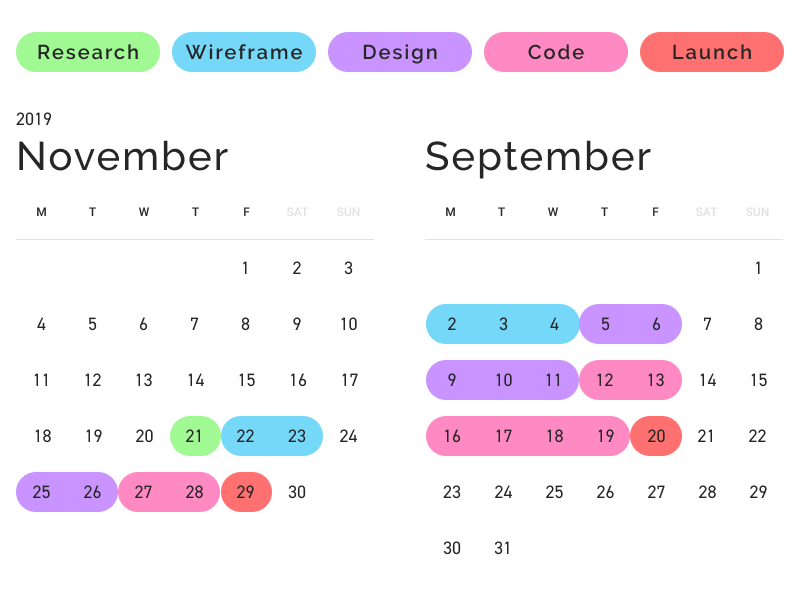 Research Wireframe Design Code Launch
2019
November
M T W T F SAT SUN
1 2 3
4 5 6 7 8 9 10
11 12 13 14 15 16 17
18 19 20 21 22 23 24
25 26 27 28 29 30
September
M T W T F SAT SUN
1
2 3 4 5 6 7 8
9 10 11 12 13 14 15
16 17 18 19 20 21 22
23 24 25 26 27 28 29
30 31